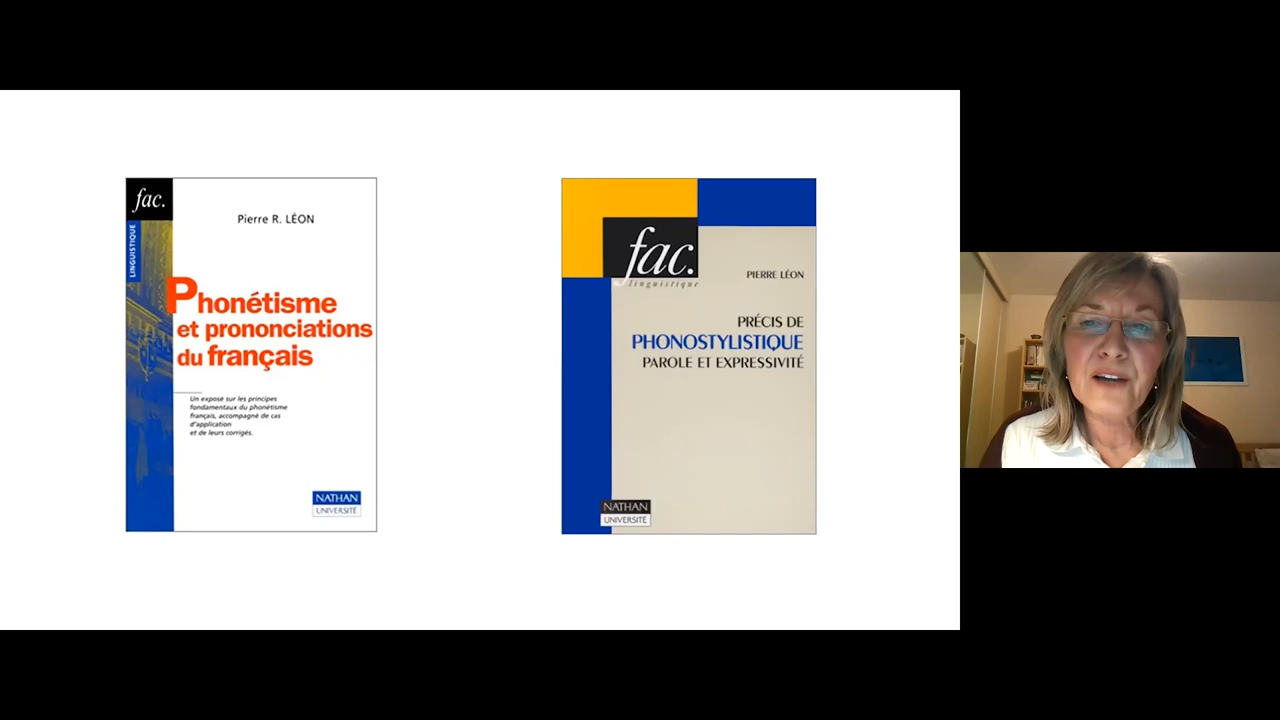 fac.
LINGUISTIQUE
Pierre R. LÉON
Phonétisme
et prononciations
du français
Un exposé sur les principes
fondamentaux du phonétisme
français, accompagné de cas
d'application
et de leurs corrigés.
NATHAN
UNIVERSITÉ
fac.
linguistique
PIERRE LÉON
PRÉCIS DE
PHONOSTYLISTIQUE
PAROLE ET EXPRESSIVITÉ
NATHAN
UNIVERSITÉ